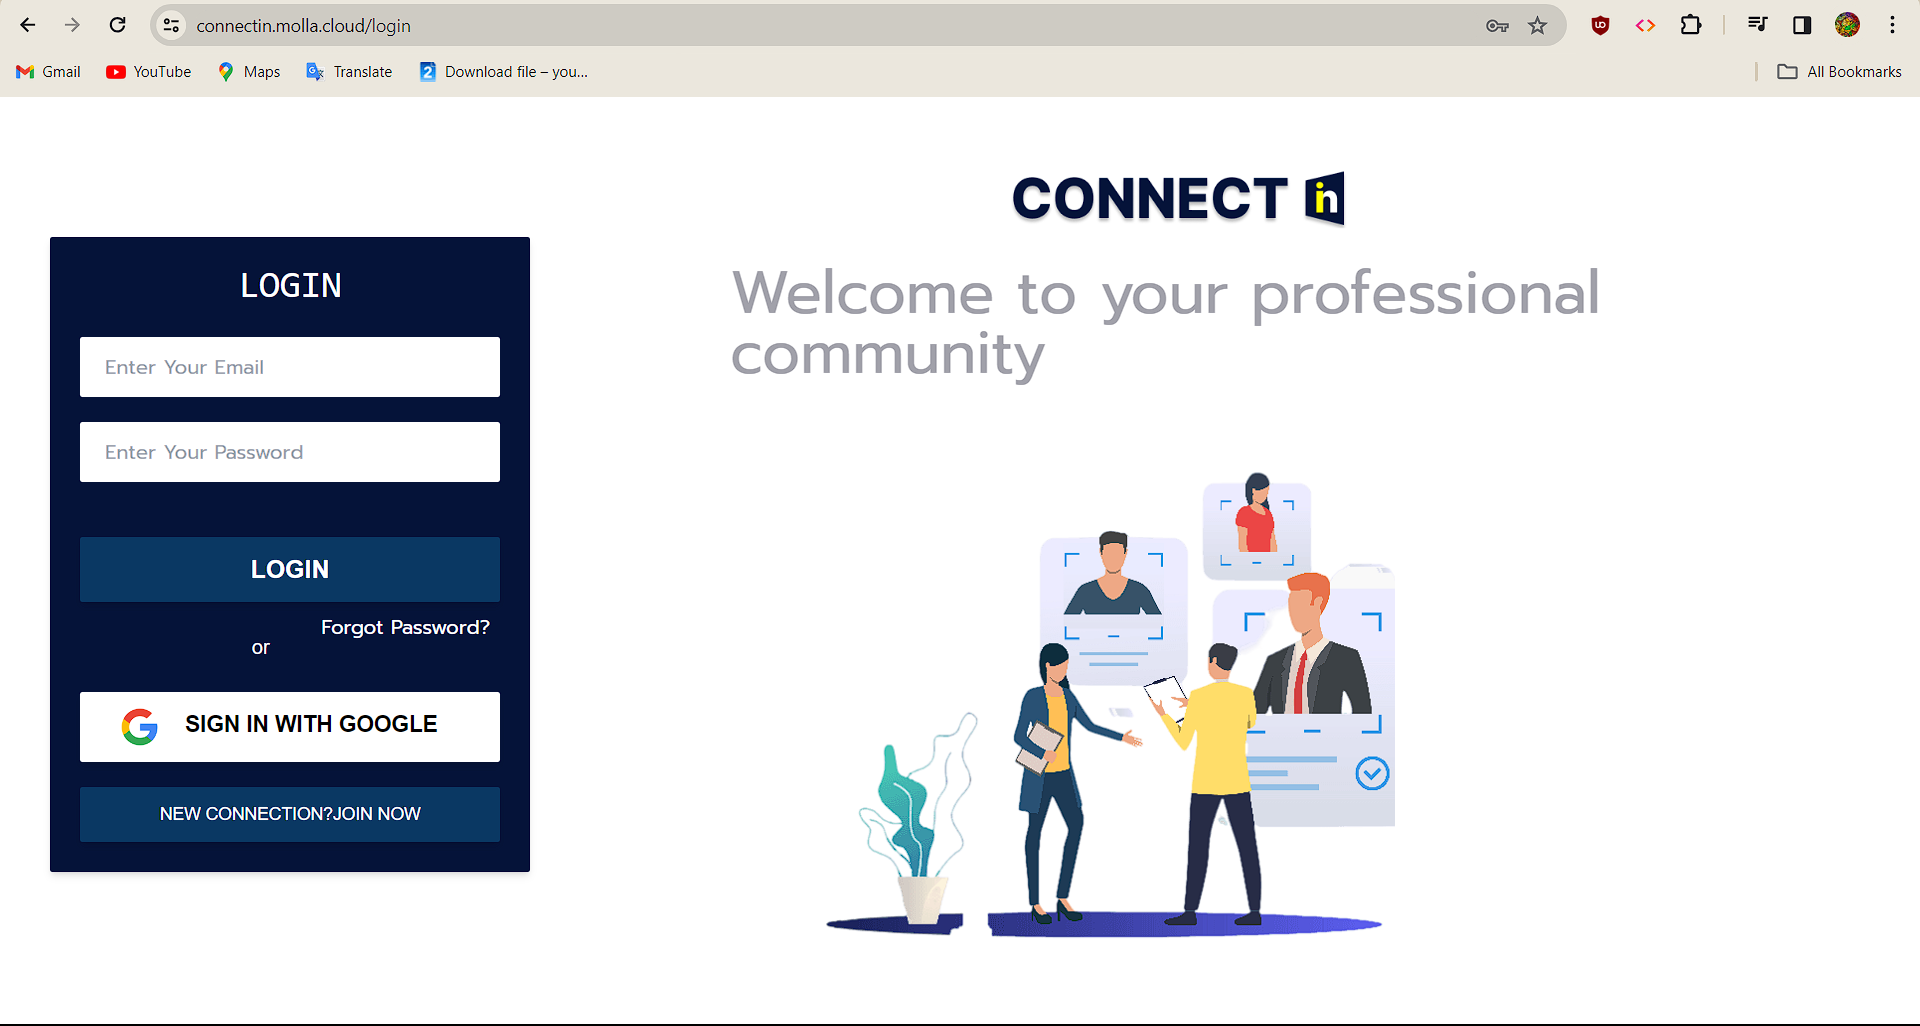 connectin.molla.cloud/login
Gmail YouTube Maps Translate Download file – you... All Bookmarks
CONNECT in
Welcome to your professional
community
LOGIN
Enter Your Email
Enter Your Password
LOGIN
Forgot Password?
or
SIGN IN WITH GOOGLE
NEW CONNECTION?JOIN NOW